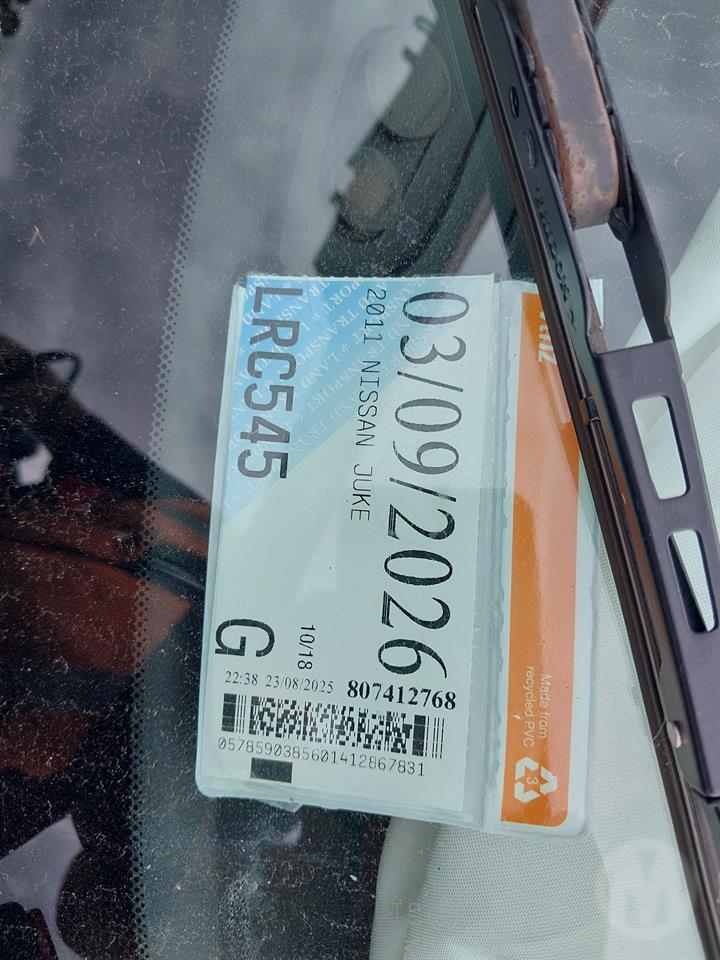 LRC545
2011 NISSAN JUKE
03/09/2026
G
10/18
22:38 23/08/2025 807412768
0578590385601412867831
Made from
recycled PVC
3